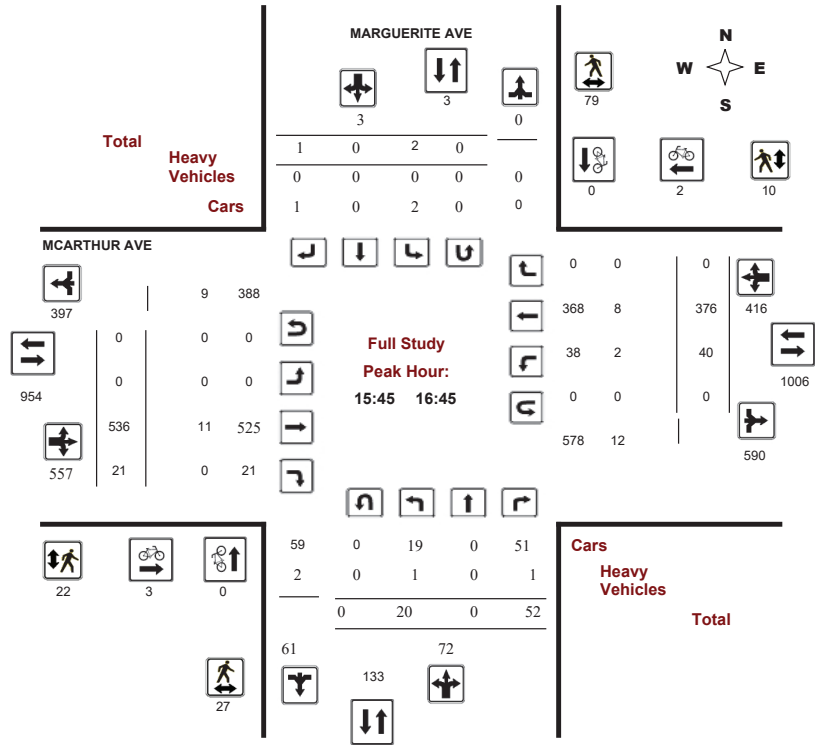 MARGUERITE AVE
N
W E
S
3
3
0
79
Total
1 0 2 0
Heavy
Vehicles
0 0 0 0 0
Cars
1 0 2 0 0
0 2 10
MCARTHUR AVE
397
9 388
0 0 0
954
0 0 0
536 11 525
557
21 0 21
Full Study
Peak Hour:
15:45 16:45
0 0 0
368 8 376 416
38 2 40
1006
0 0 0
578 12
590
22 3 0
27
59 0 19 0 51
Cars
2 0 1 0 1
Heavy
Vehicles
0 20 0 52
Total
61 72
133